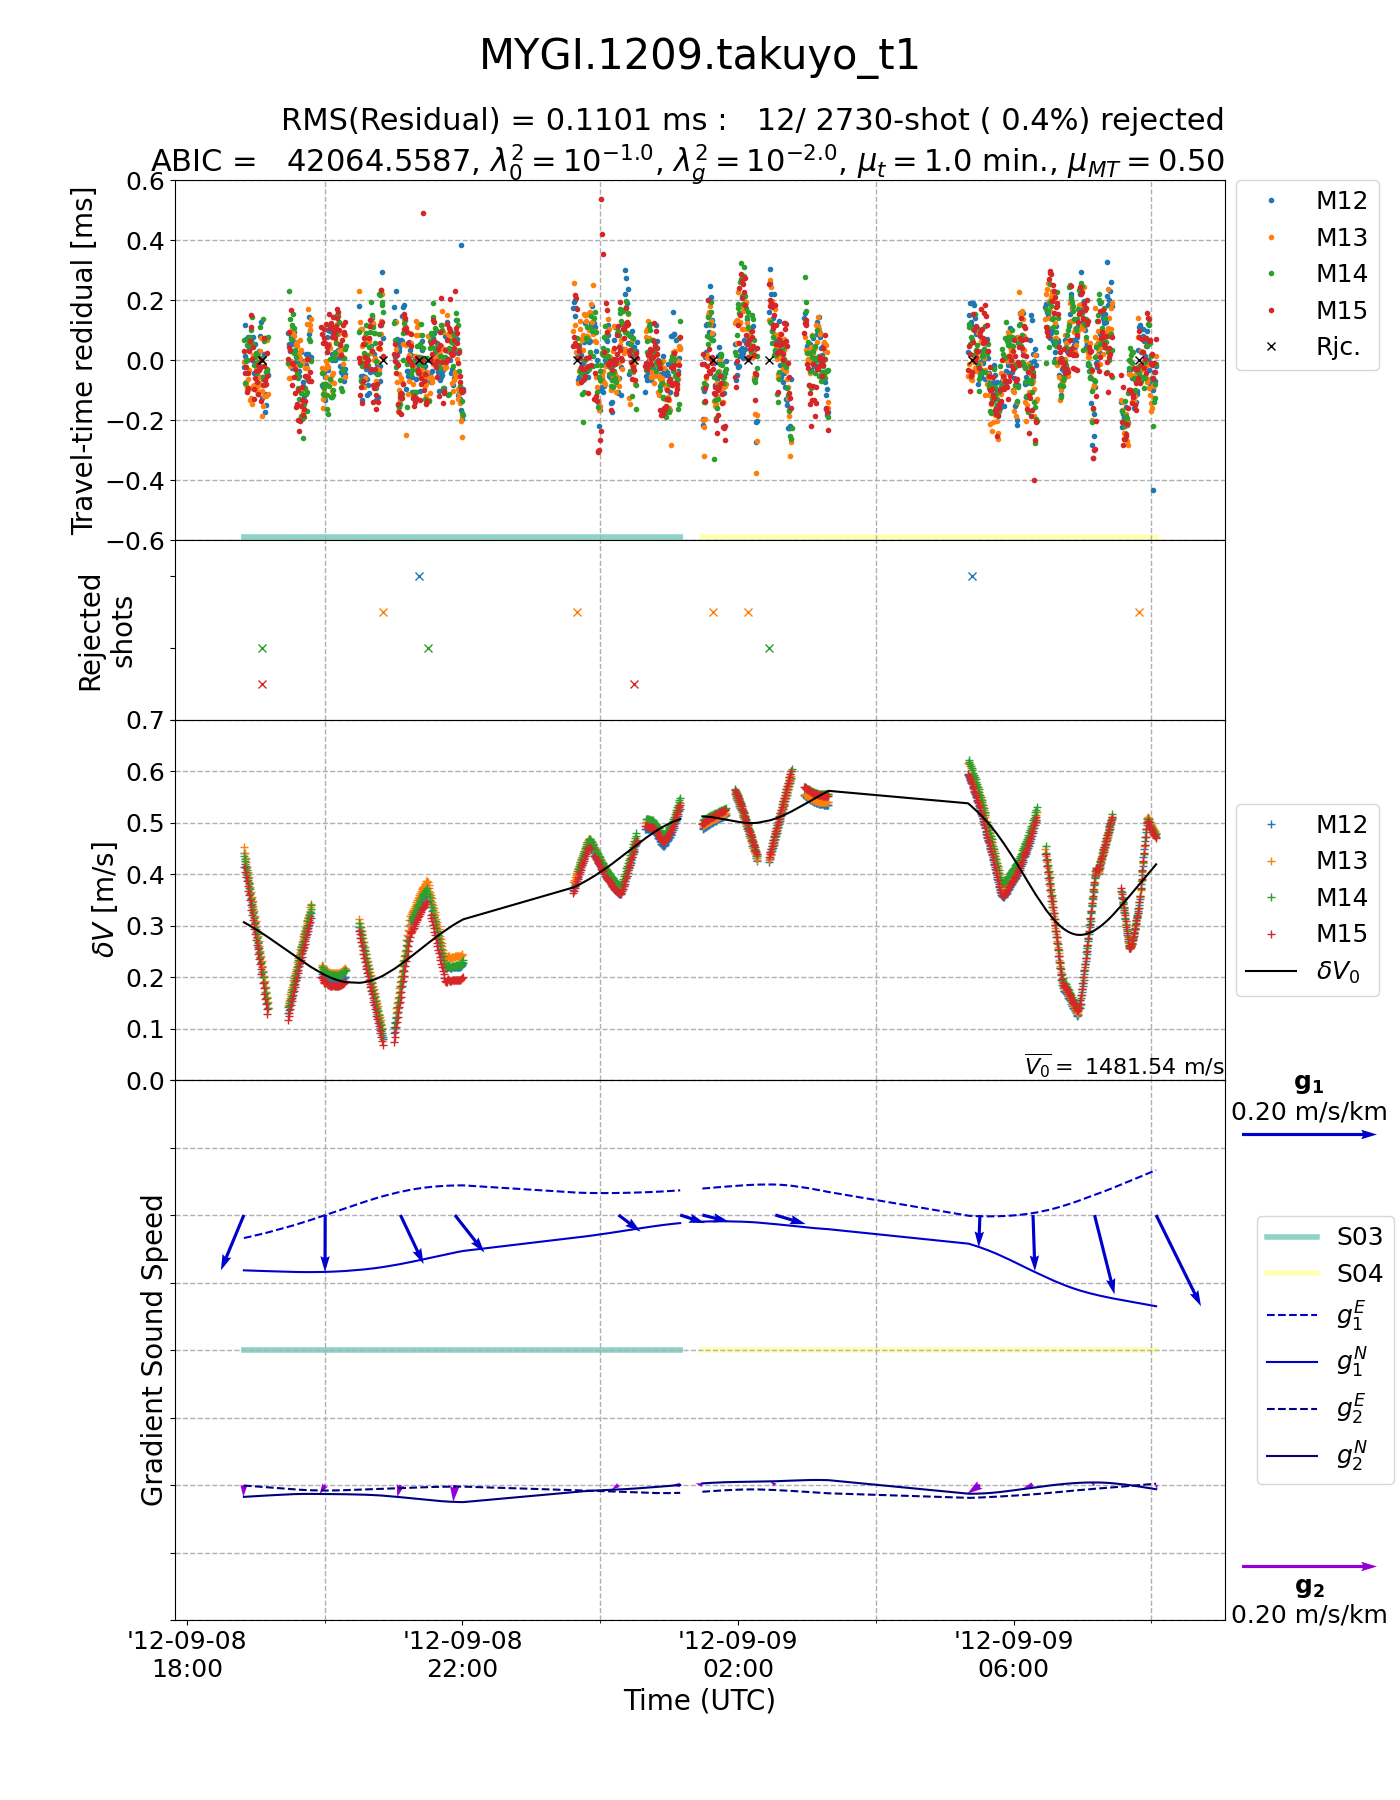 MYGI.1209.takuyo_t1
RMS(Residual) = 0.1101 ms :   12/ 2730-shot ( 0.4%) rejected
ABIC =   42064.5587, λ₀² = 10⁻¹·⁰, λg² = 10⁻²·⁰, μt = 1.0 min., μMT = 0.50
Travel-time redidual [ms]
0.6
0.4
0.2
0.0
−0.2
−0.4
−0.6
M12
M13
M14
M15
Rjc.
Rejected
shots
δV [m/s]
0.7
0.6
0.5
0.4
0.3
0.2
0.1
0.0
V₀ = 1481.54 m/s
M12
M13
M14
M15
δV₀
Gradient Sound Speed
g₁
0.20 m/s/km
S03
S04
g₁ᴱ
g₁ᴺ
g₂ᴱ
g₂ᴺ
g₂
0.20 m/s/km
'12-09-08
18:00
'12-09-08
22:00
'12-09-09
02:00
'12-09-09
06:00
Time (UTC)